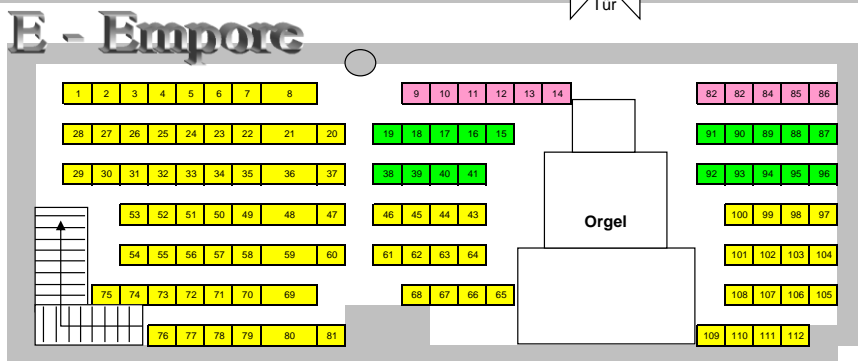 Tür
E - Empore
1 2 3 4 5 6 7 8 9 10 11 12 13 14 82 82 84 85 86
28 27 26 25 24 23 22 21 20 19 18 17 16 15 91 90 89 88 87
29 30 31 32 33 34 35 36 37 38 39 40 41 92 93 94 95 96
53 52 51 50 49 48 47 46 45 44 43 Orgel 100 99 98 97
54 55 56 57 58 59 60 61 62 63 64 101 102 103 104
75 74 73 72 71 70 69 68 67 66 65 108 107 106 105
76 77 78 79 80 81 109 110 111 112